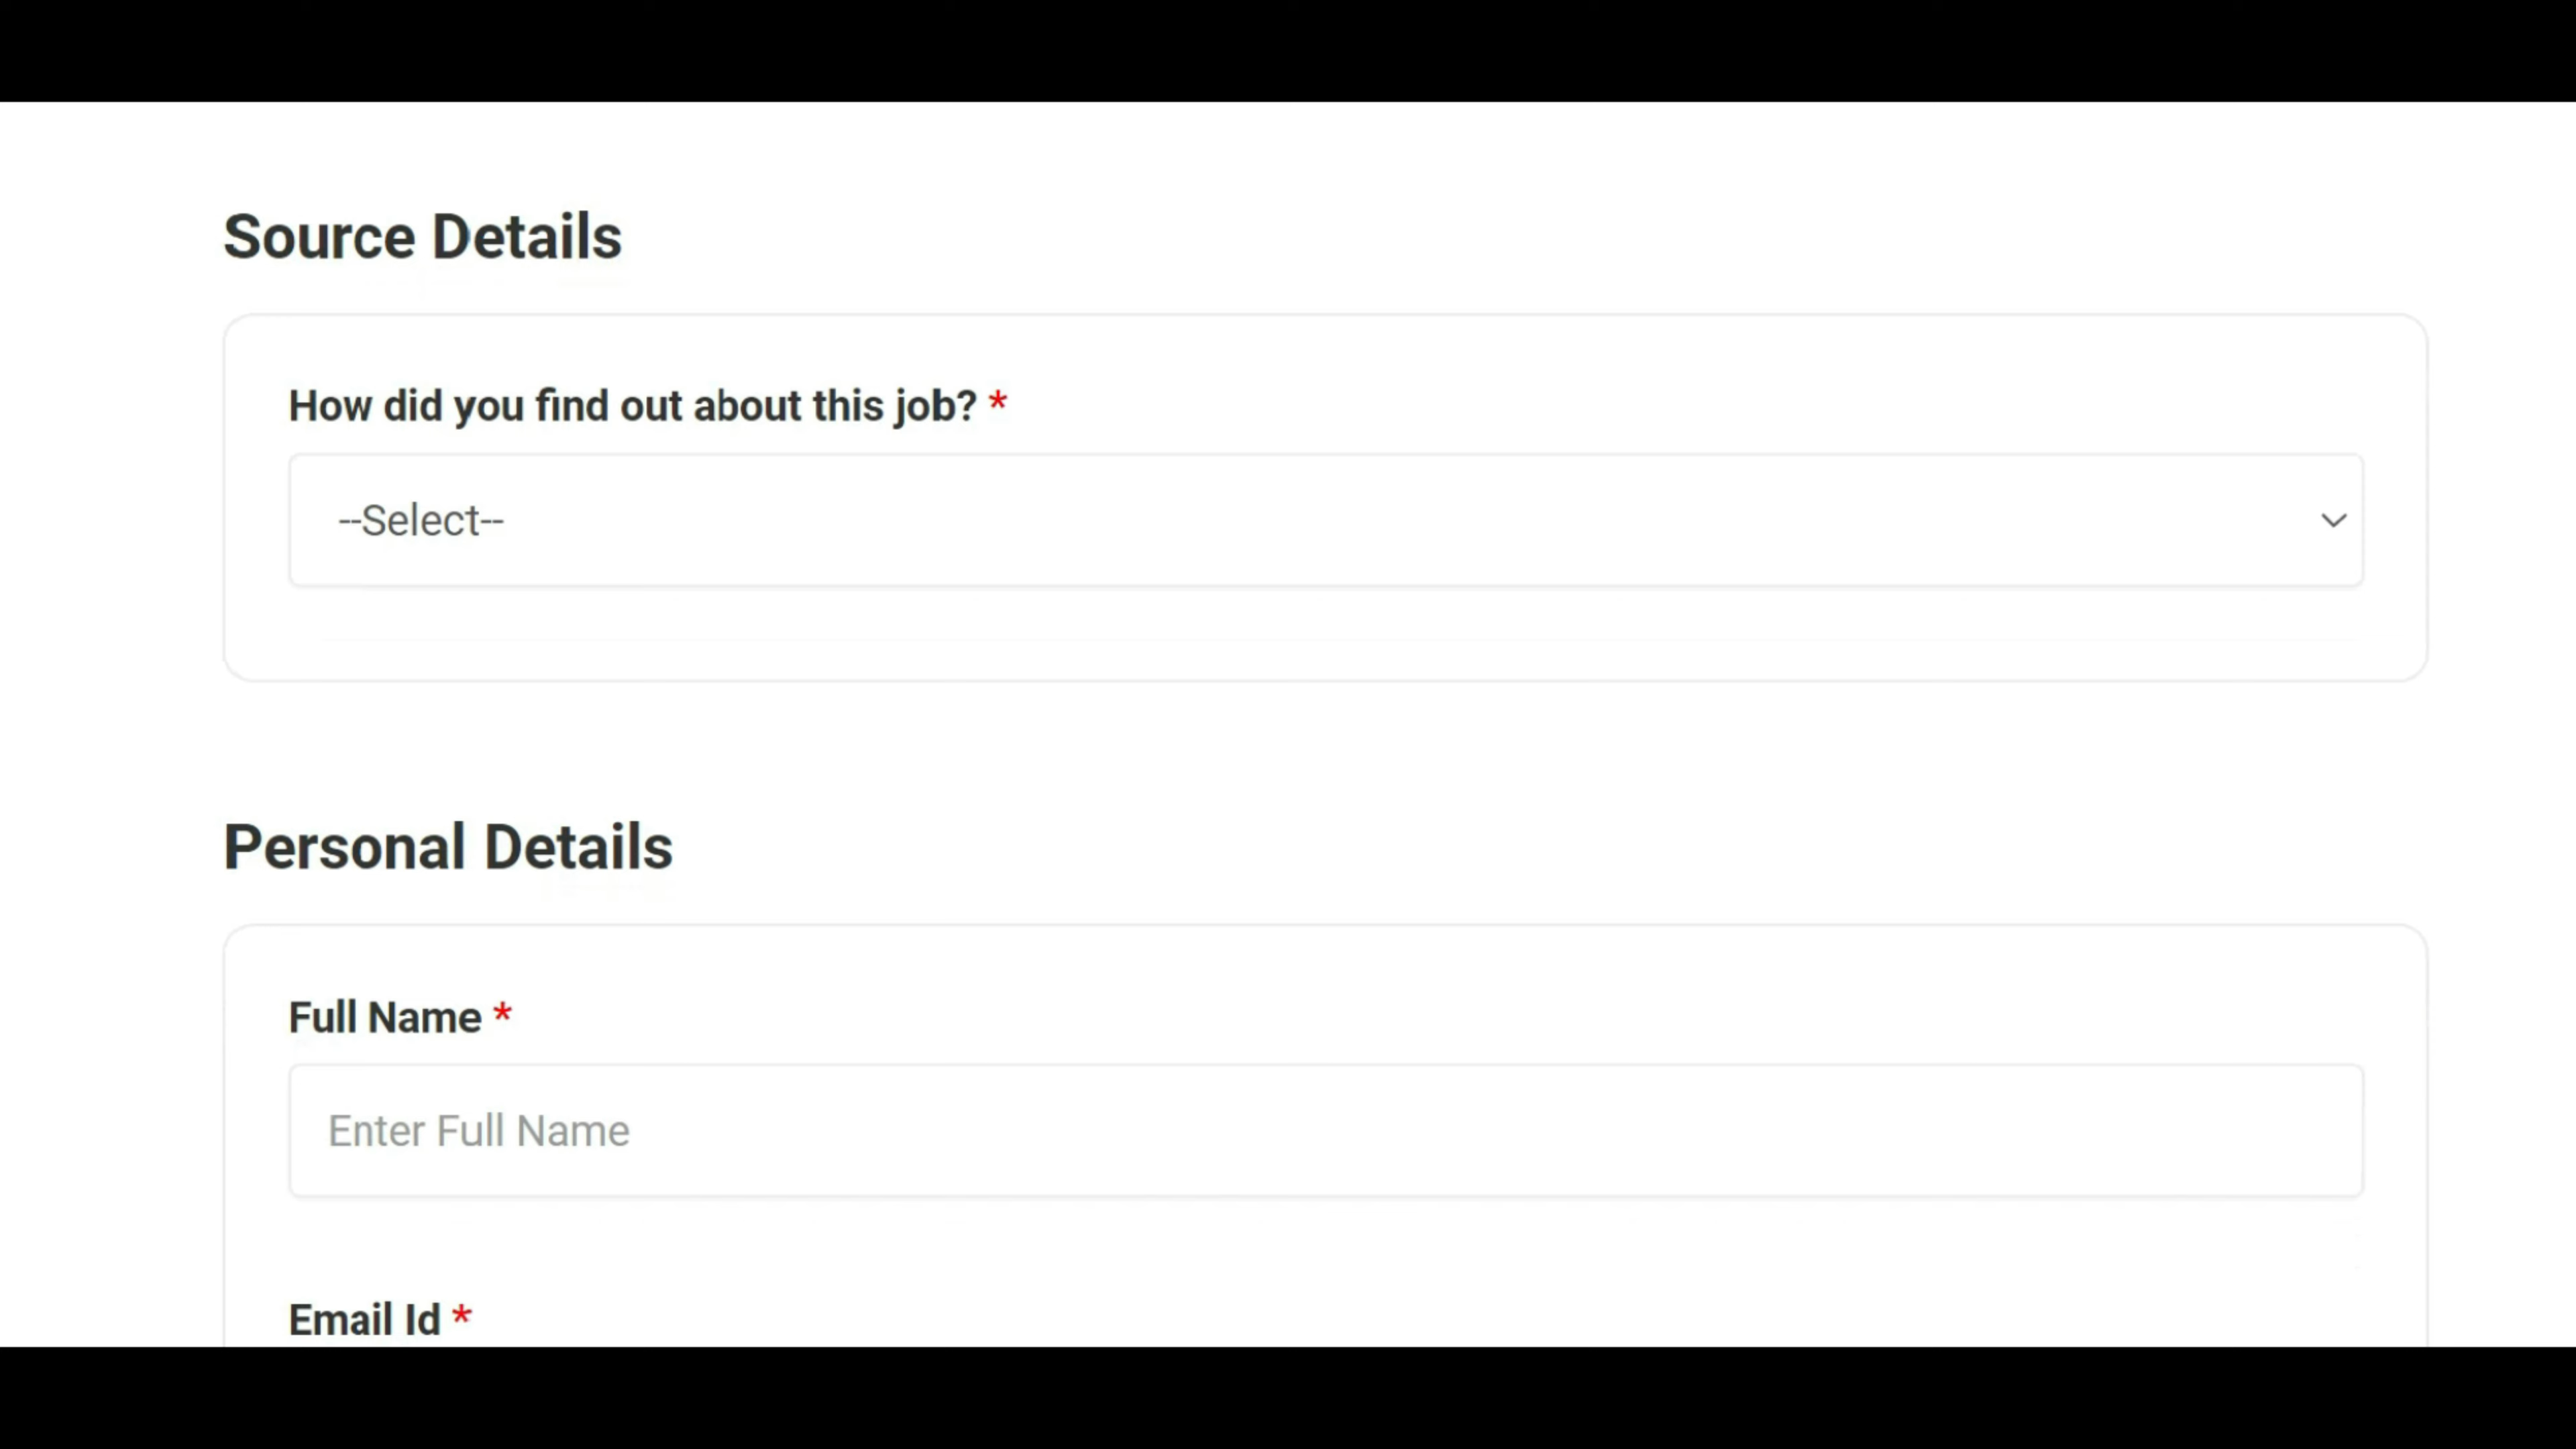 Source Details
How did you find out about this job? *
--Select--
Personal Details
Full Name *
Enter Full Name
Email Id *